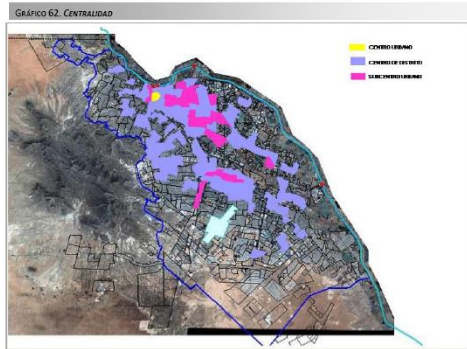 GRÁFICO 62. CENTRALIDAD
CENTRO URBANO
CENTRO DE DISTRITO
SUBCENTRO URBANO